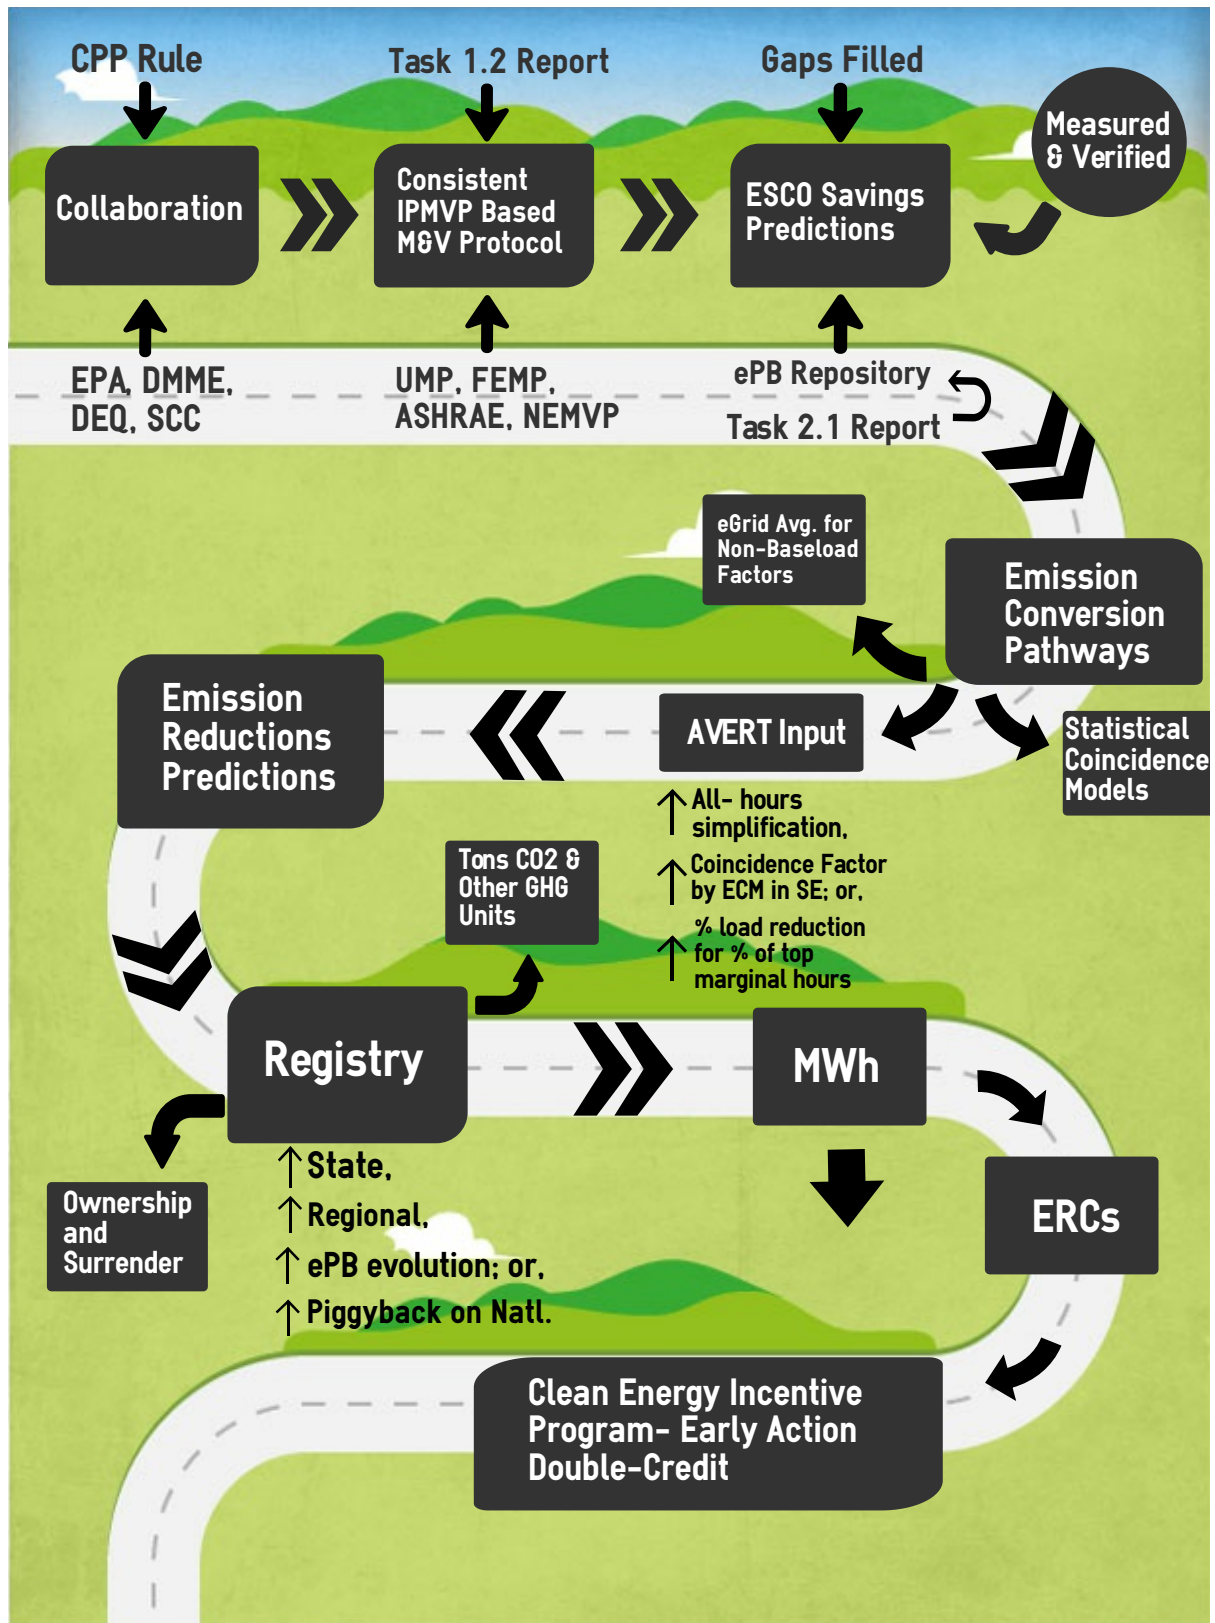 CPP Rule
Task 1.2 Report
Gaps Filled
Measured
& Verified
Collaboration
Consistent
IPMVP Based
M&V Protocol
ESCO Savings
Predictions
EPA, DMME,
DEQ, SCC
UMP, FEMP,
ASHRAE, NEMVP
ePB Repository
Task 2.1 Report
eGrid Avg. for
Non-Baseload
Factors
Emission
Conversion
Pathways
Emission
Reductions
Predictions
AVERT Input
Statistical
Coincidence
Models
All- hours
simplification,
Coincidence Factor
by ECM in SE; or,
% load reduction
for % of top
marginal hours
Tons CO2 &
Other GHG
Units
Registry
MWh
Ownership
and
Surrender
State,
Regional,
ePB evolution; or,
Piggyback on Natl.
ERCs
Clean Energy Incentive
Program- Early Action
Double-Credit